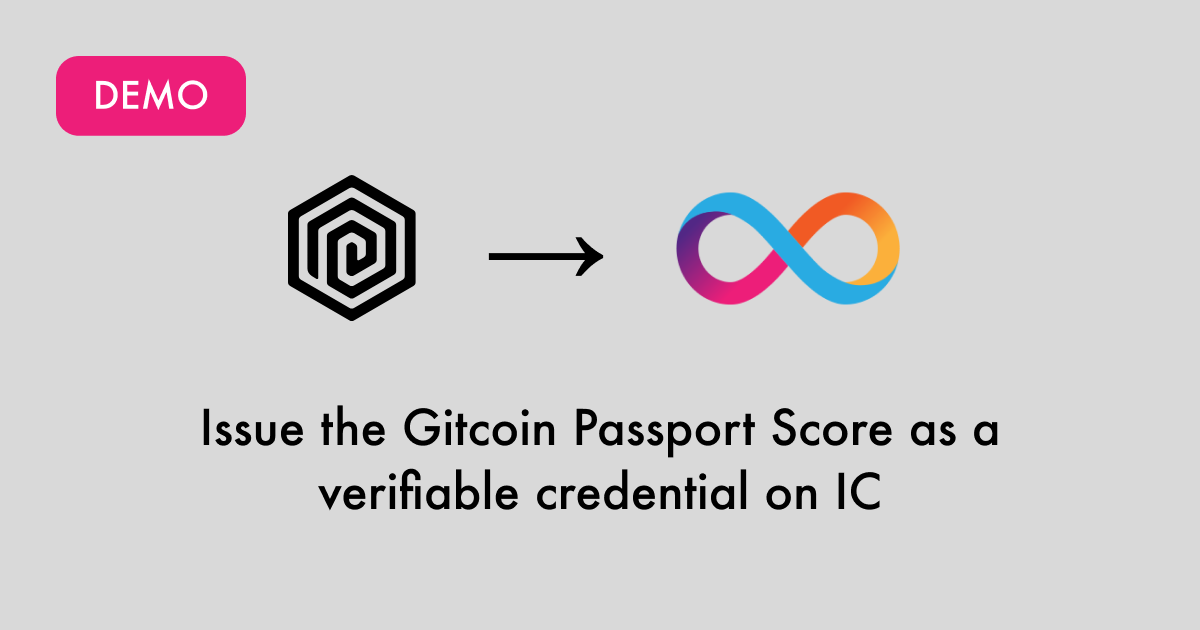 DEMO
Issue the Gitcoin Passport Score as a
verifiable credential on IC